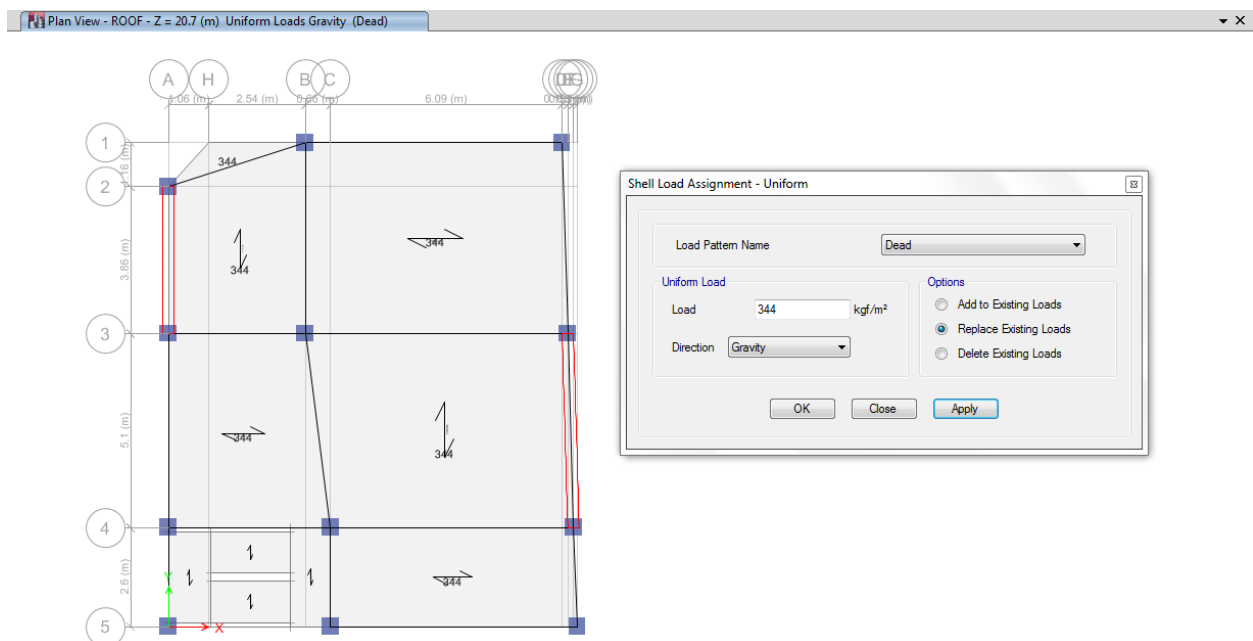 Plan View - ROOF - Z = 20.7 (m) Uniform Loads Gravity (Dead)
A H B C
1.06 (m) 2.54 (m) 0.66 (m) 6.09 (m)
1
344
1.16 (m)
2
Shell Load Assignment - Uniform
Load Pattern Name Dead
Uniform Load
Load 344 kgf/m²
Direction Gravity
Options
Add to Existing Loads
Replace Existing Loads
Delete Existing Loads
OK Close Apply
344
3.86 (m)
344
3
5.1 (m)
344
344
4
2.6 (m)
344
Y
5
X